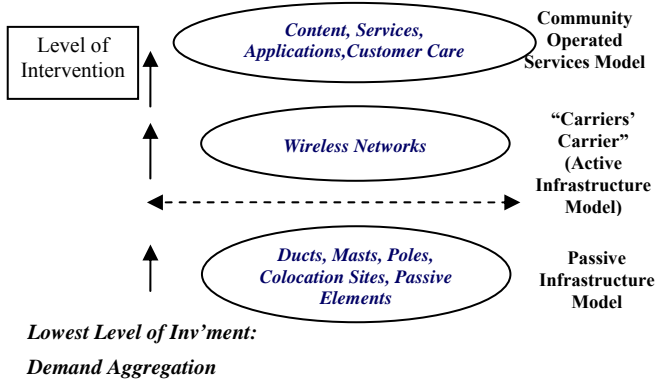 Level of
Intervention
Content, Services,
Applications,Customer Care
Community
Operated
Services Model
Wireless Networks
“Carriers’
Carrier”
(Active
Infrastructure
Model)
Ducts, Masts, Poles,
Colocation Sites, Passive
Elements
Passive
Infrastructure
Model
Lowest Level of Inv'ment:
Demand Aggregation